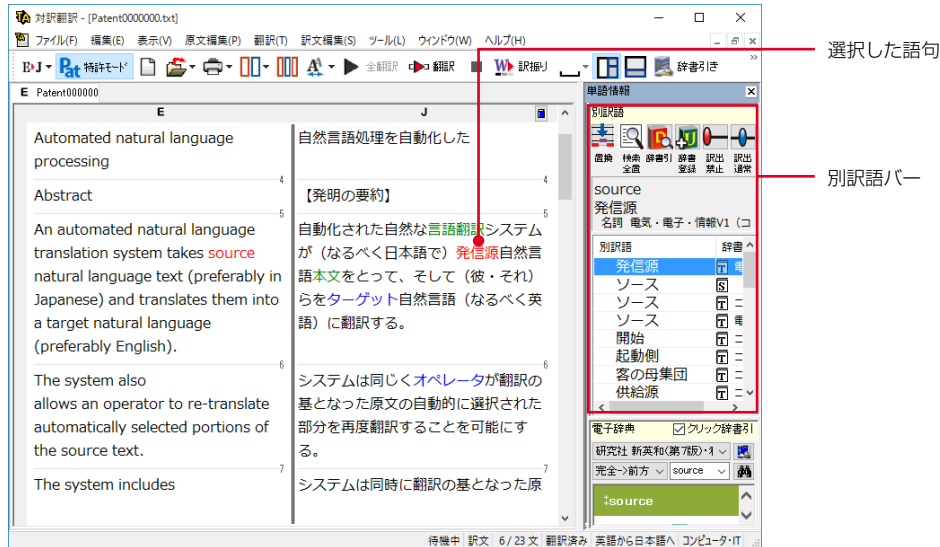 対訳翻訳 - [Patent0000000.txt]
ファイル(F) 編集(E) 表示(V) 原文編集(P) 翻訳(T) 訳文編集(S) ツール(L) ウィンドウ(W) ヘルプ(H)
E▸J Pat 特許モード 全翻訳 翻訳 訳振り 辞書引き
選択した語句
E Patent000000
単語情報
E J
別訳語
置換 検索全置 辞書引 辞書登録 訳出禁止 訳出通常
別訳語バー
Automated natural language
processing
自然言語処理を自動化した
4 4
Abstract
【発明の要約】
5 5
An automated natural language
translation system takes source
natural language text (preferably in
Japanese) and translates them into
a target natural language
(preferably English).
自動化された自然な言語翻訳システム
が（なるべく日本語で）発信源自然言
語本文をとって、そして（彼・それ）
らをターゲット自然言語（なるべく英
語）に翻訳する。
6 6
The system also
allows an operator to re-translate
automatically selected portions of
the source text.
システムは同じくオペレータが翻訳の
基となった原文の自動的に選択された
部分を再度翻訳することを可能にす
る。
7 7
The system includes
システムは同時に翻訳の基となった原
source
発信源
名詞 電気・電子・情報V1（コ
別訳語 辞書
発信源 T 電
ソース S
ソース T コ
ソース T 電
開始 T コ
起動側 T コ
客の母集団 T コ
供給源 T コ
電子辞典 クリック辞書引
研究社 新英和(第7版)・
完全->前方 source
‡source
待機中 訳文 6/23文 翻訳済み 英語から日本語へ コンピュータ・IT